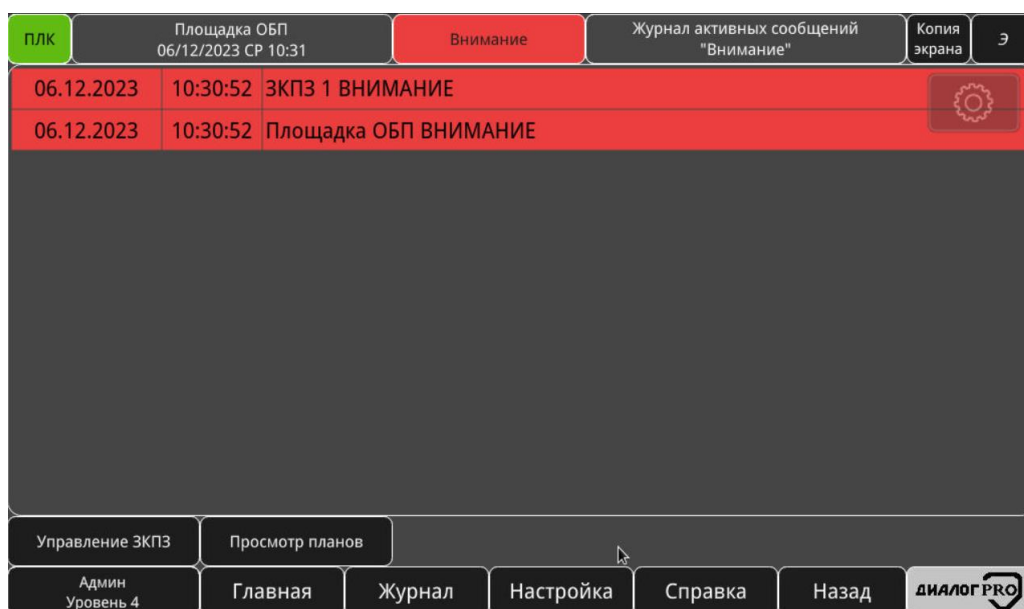 ПЛК
Площадка ОБП
06/12/2023 СР 10:31
Внимание
Журнал активных сообщений
"Внимание"
Копия
экрана
Э
06.12.2023 10:30:52 ЗКПЗ 1 ВНИМАНИЕ
06.12.2023 10:30:52 Площадка ОБП ВНИМАНИЕ
Управление ЗКПЗ
Просмотр планов
Админ
Уровень 4
Главная
Журнал
Настройка
Справка
Назад
ДИАЛОГ PRO